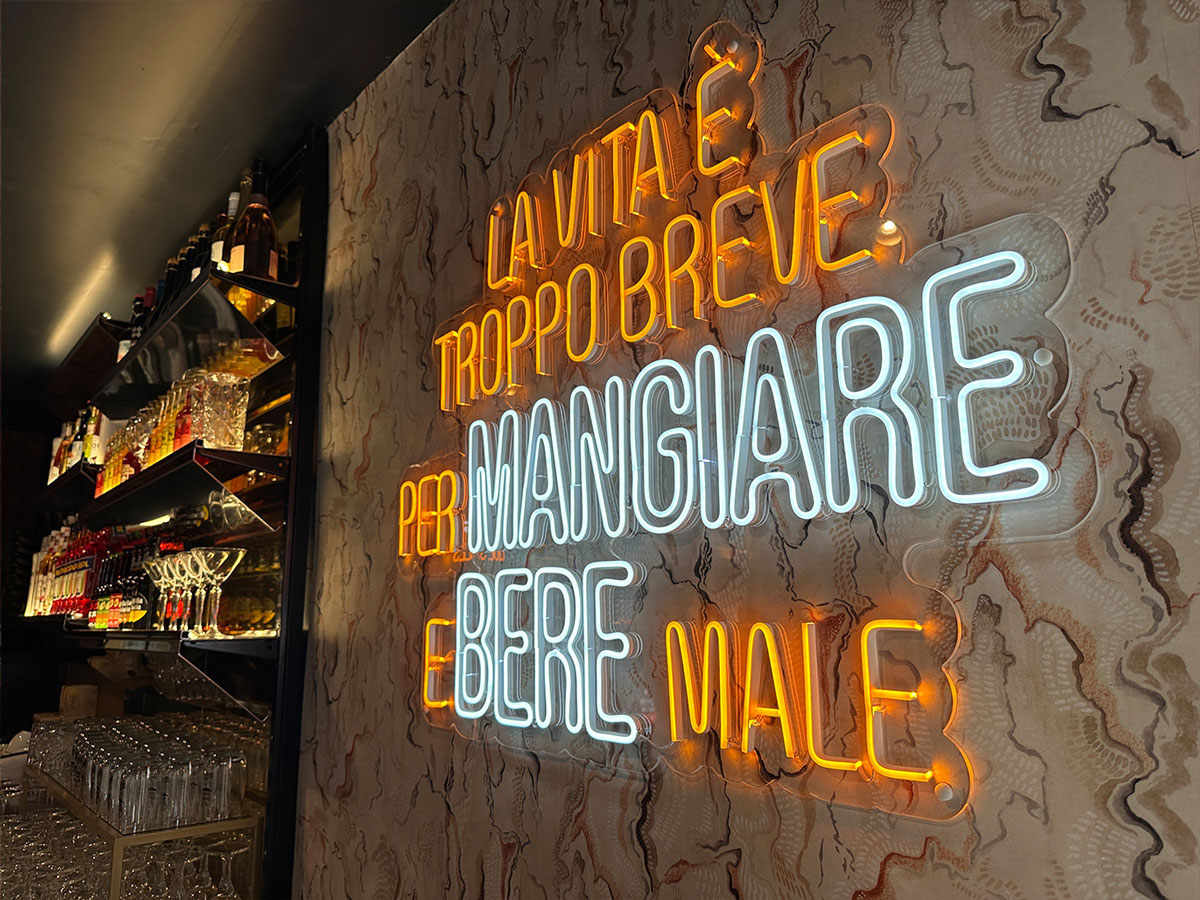 LA VITA È
TROPPO BREVE
PER MANGIARE
E BERE MALE